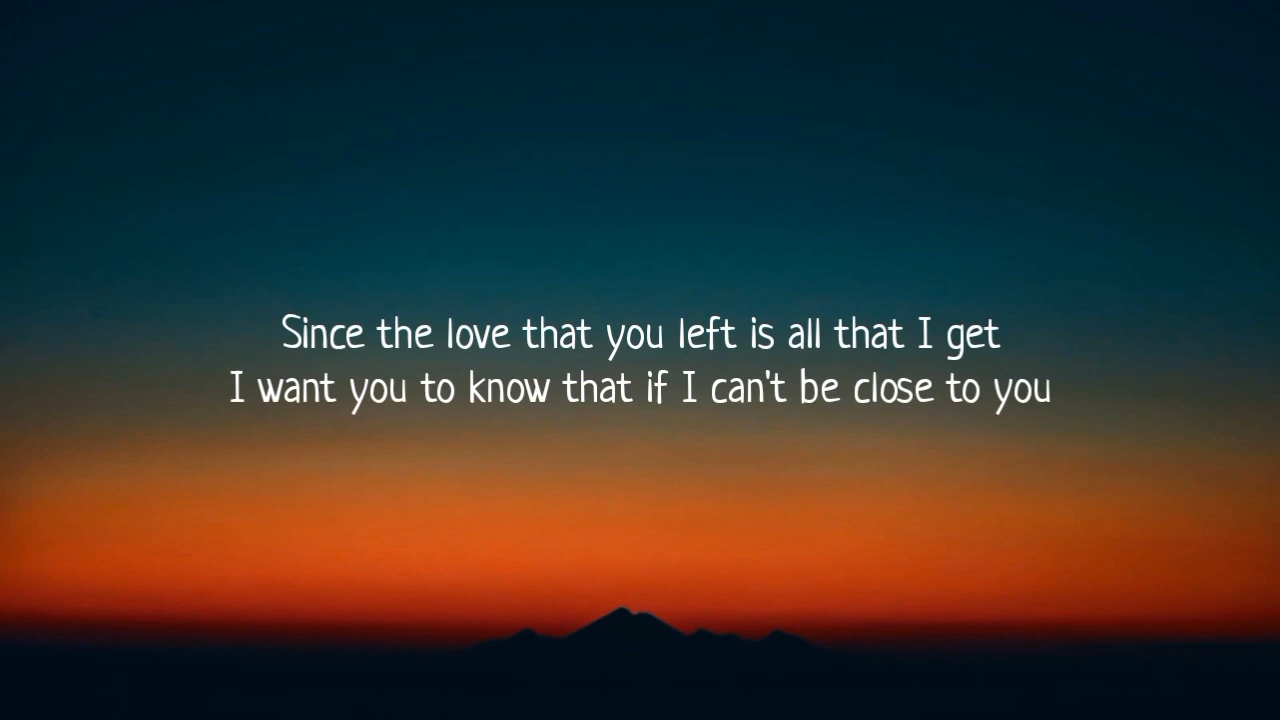 Since the love that you left is all that I get
I want you to know that if I can't be close to you